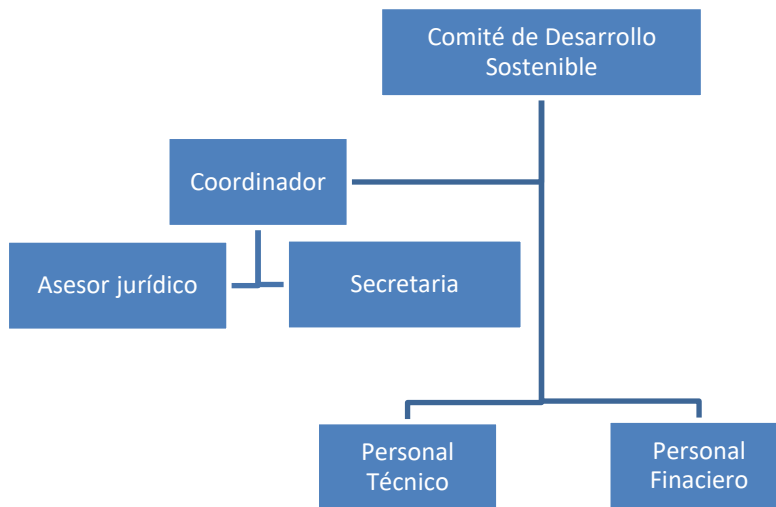 Comité de Desarrollo
Sostenible
Coordinador
Asesor jurídico
Secretaria
Personal
Técnico
Personal
Finaciero